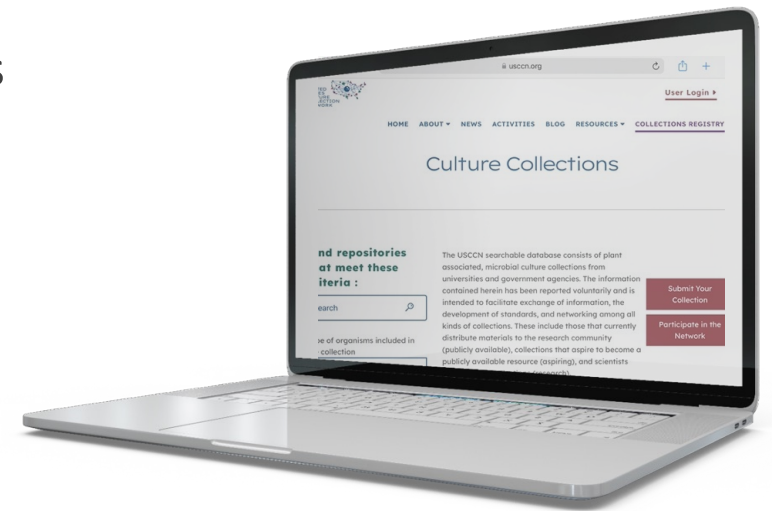 S
usccn.org
User Login
HOME ABOUT NEWS ACTIVITIES BLOG RESOURCES COLLECTIONS REGISTRY
Culture Collections
nd repositories
at meet these
iteria :
earch
e of organisms included in
collection
The USCCN searchable database consists of plant
associated, microbial culture collections from
universities and government agencies. The information
contained herein has been reported voluntarily and is
intended to facilitate exchange of information, the
development of standards, and networking among all
kinds of collections. These include those that currently
distribute materials to the research community
(publicly available), collections that aspire to become a
publicly available resource (aspiring), and scientists
Submit Your
Collection
Participate in the
Network